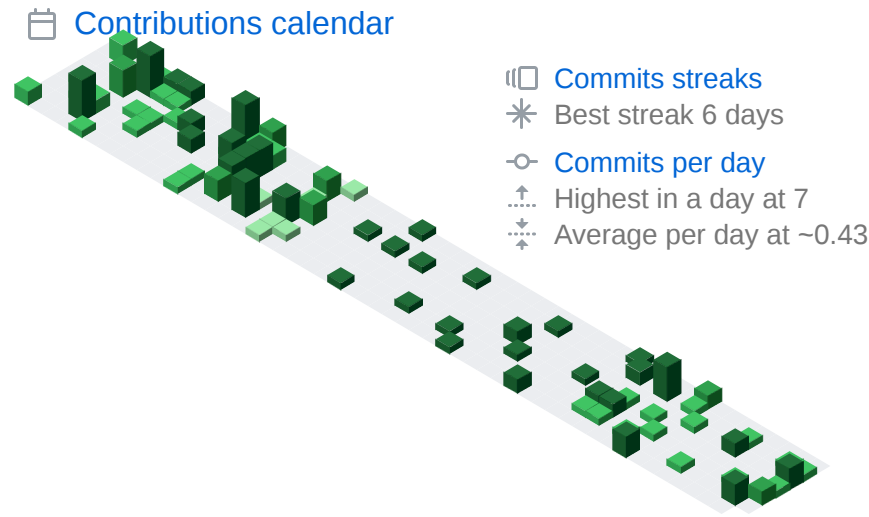 Contributions calendar
Commits streaks
Best streak 6 days
Commits per day
Highest in a day at 7
Average per day at ~0.43